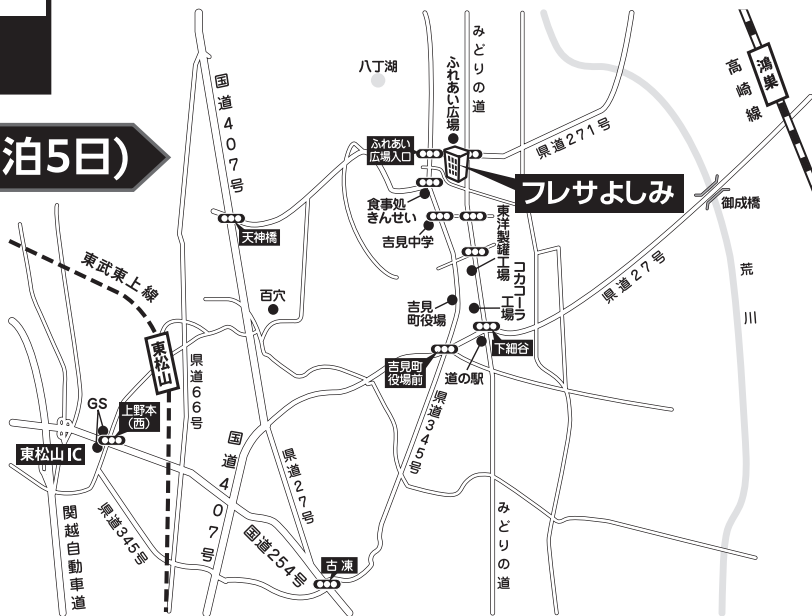 泊5日)
八丁湖
みどりの道
ふれあい広場
高崎線
鴻巣
国道407号
ふれあい
広場入口
県道271号
フレサよしみ
御成橋
食事処
きんせい
吉見中学
東洋製罐工場
天神橋
東武東上線
百穴
コカコーラ
工場
県道27号
荒川
吉見
町役場
下細谷
東松山
吉見町
役場前
道の駅
県道66号
GS
上野本
(西)
東松山IC
県道345号
国道407号
県道27号
関越自動車道
県道345号
国道254号
古凍
みどりの道